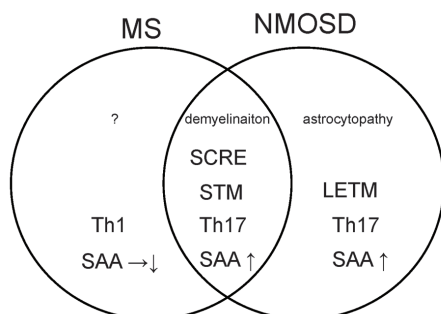 MS NMOSD
? demyelinaiton astrocytopathy
SCRE
STM LETM
Th1 Th17 Th17
SAA →↓ SAA ↑ SAA ↑